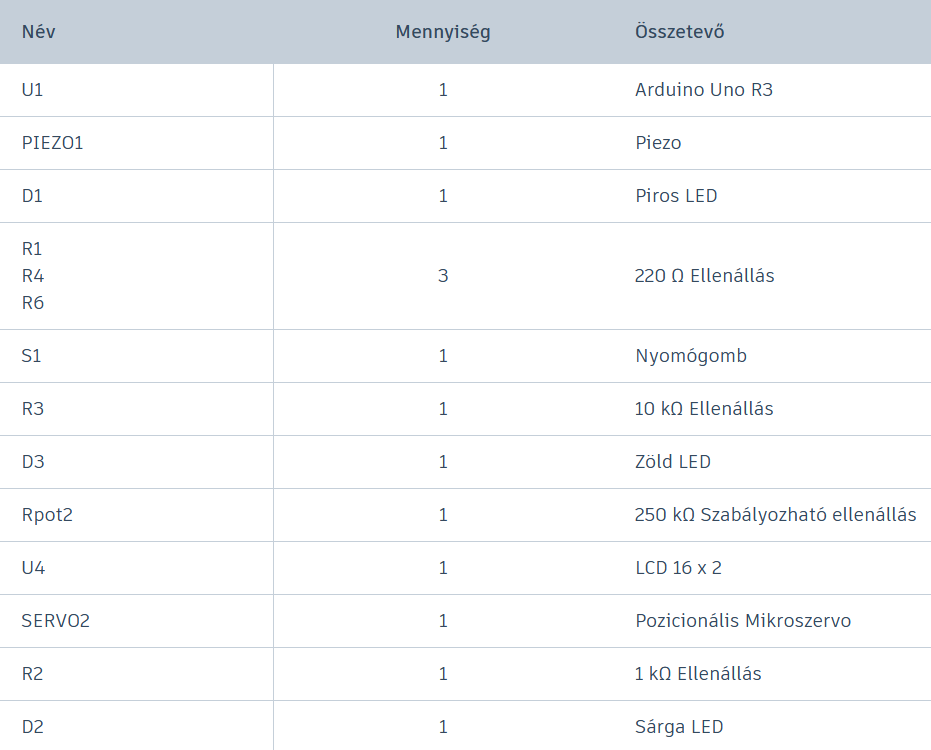 Név Mennyiség Összetevő
U1 1 Arduino Uno R3
PIEZO1 1 Piezo
D1 1 Piros LED
R1
R4 3 220 Ω Ellenállás
R6
S1 1 Nyomógomb
R3 1 10 kΩ Ellenállás
D3 1 Zöld LED
Rpot2 1 250 kΩ Szabályozható ellenállás
U4 1 LCD 16 x 2
SERVO2 1 Pozicionális Mikroszervo
R2 1 1 kΩ Ellenállás
D2 1 Sárga LED